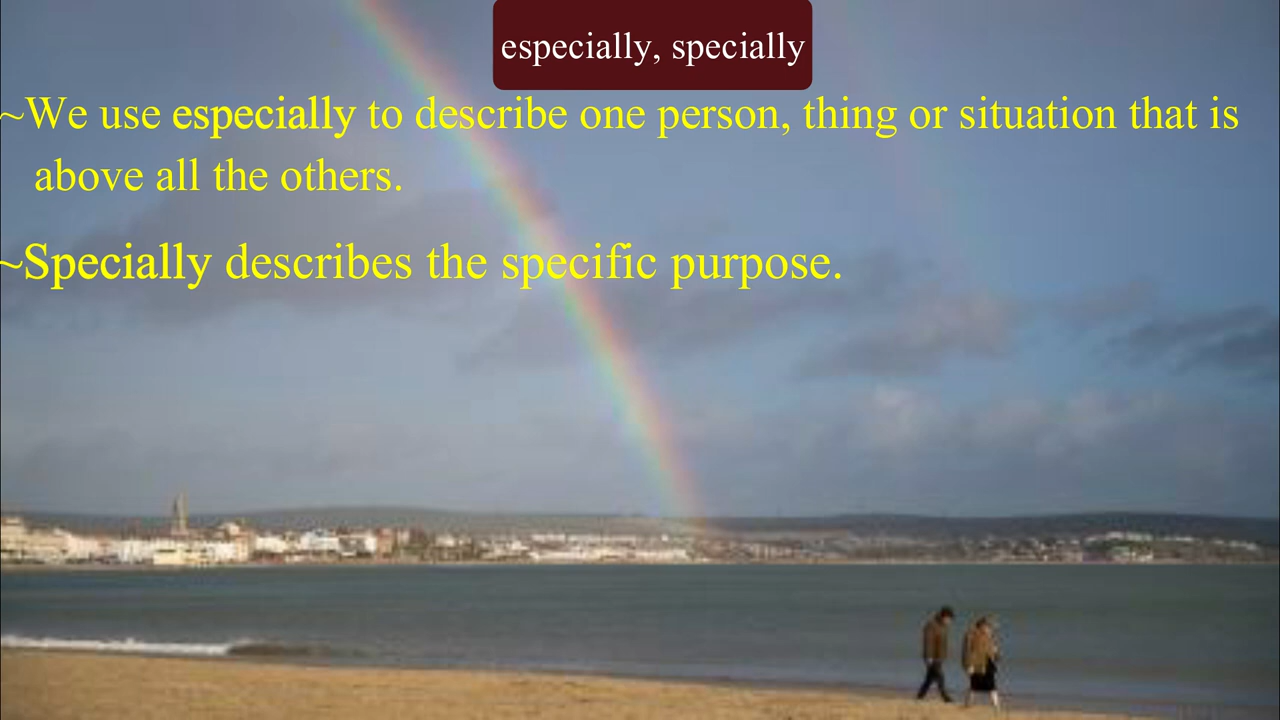 especially, specially
~We use especially to describe one person, thing or situation that is
above all the others.
~Specially describes the specific purpose.